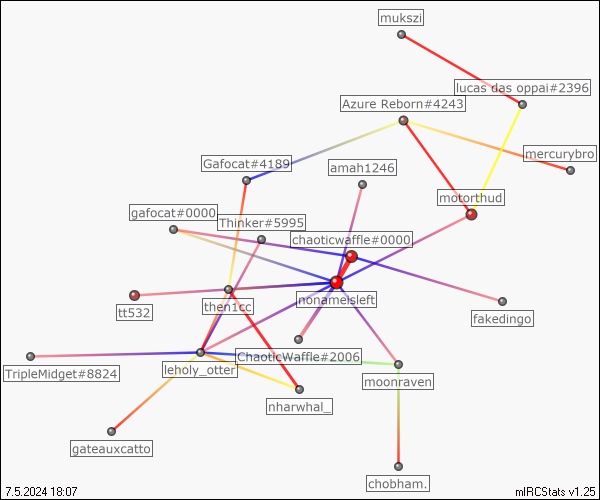 mukszi
lucas das oppai#2396
Azure Reborn#4243
mercurybro
Gafocat#4189
amah1246
motorthud
gafocat#0000
Thinker#5995
chaoticwaffle#0000
nonameisleft
then1cc
tt532
fakedingo
ChaoticWaffle#2006
TripleMidget#8824
leholy_otter
moonraven
nharwhal_
gateauxcatto
chobham.
7.5.2024 18:07
mIRCStats v1.25